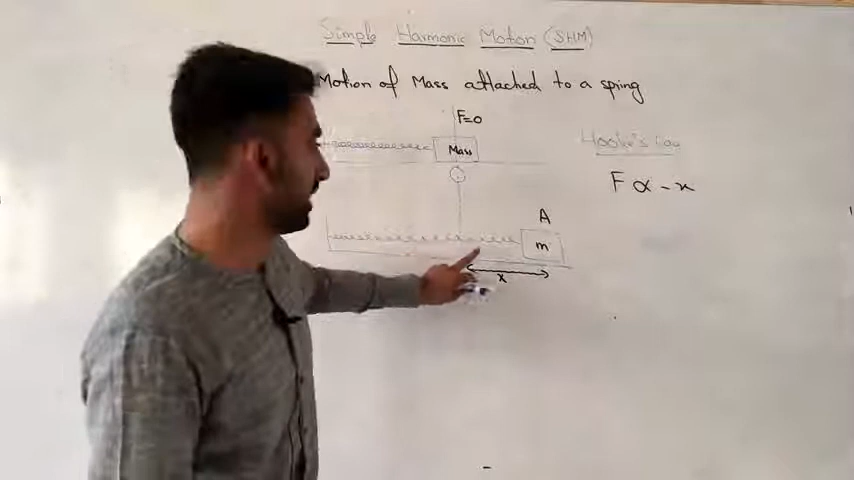 Simple Harmonic Motion (SHM)
Motion of Mass attached to a spring
F=0
Mass
Hooke's Law
F α - x
A
m
x